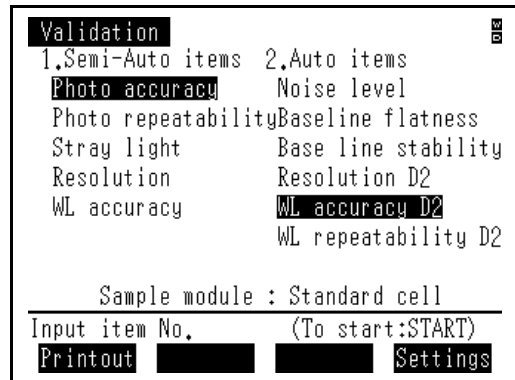 Validation W D
1.Semi-Auto items 2.Auto items
Photo accuracy Noise level
Photo repeatability Baseline flatness
Stray light Base line stability
Resolution Resolution D2
WL accuracy WL accuracy D2
WL repeatability D2
Sample module : Standard cell
Input item No. (To start:START)
Printout Settings